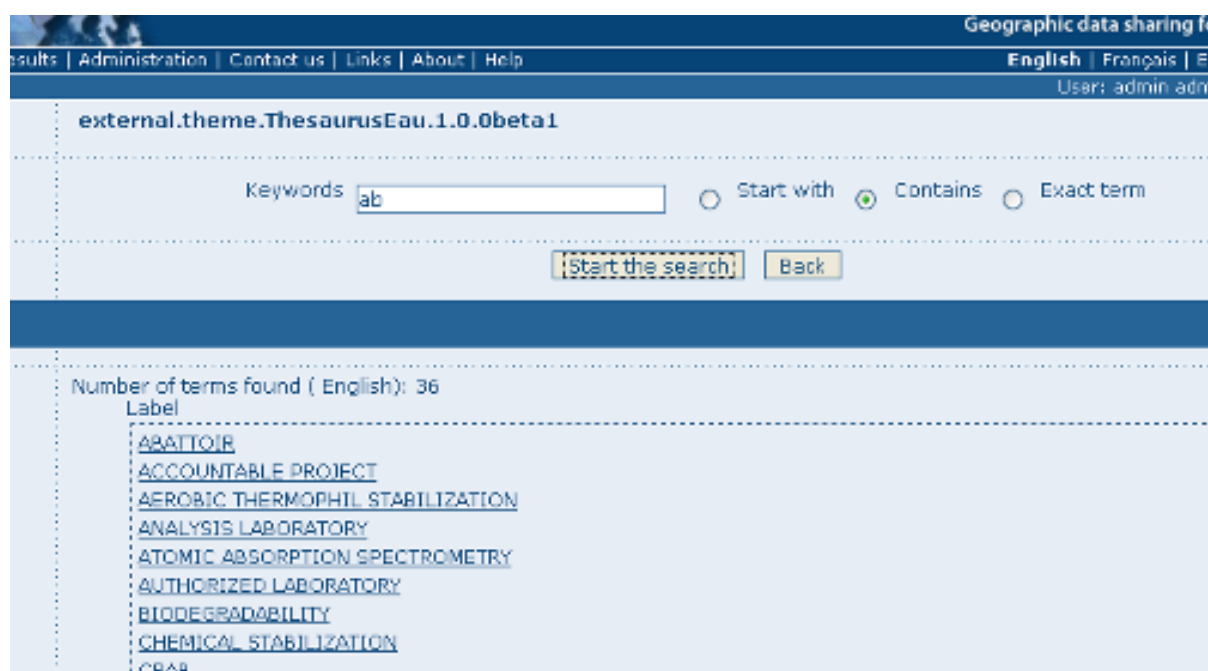 Geographic data sharing
| Administration | Contact us | Links | About | Help
English | Français |
User: admin
external.theme.ThesaurusEau.1.0.0beta1
Keywords ab Start with Contains Exact term
Start the search Back
Number of terms found ( English): 36
Label
ABATTOIR
ACCOUNTABLE PROJECT
AEROBIC THERMOPHIL STABILIZATION
ANALYSIS LABORATORY
ATOMIC ABSORPTION SPECTROMETRY
AUTHORIZED LABORATORY
BIODEGRADABILITY
CHEMICAL STABILIZATION
CRAB